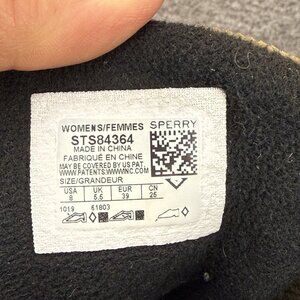 WOMENS/FEMMES SPERRY
STS84364
MADE IN CHINA
FABRIQUÉ EN CHINE
MAY BE COVERED BY US PAT.
WWW.PATENTS.WWWINC.COM
SIZE/GRANDEUR
USA UK EUR CN
8 5.5 39 25
1019 61803